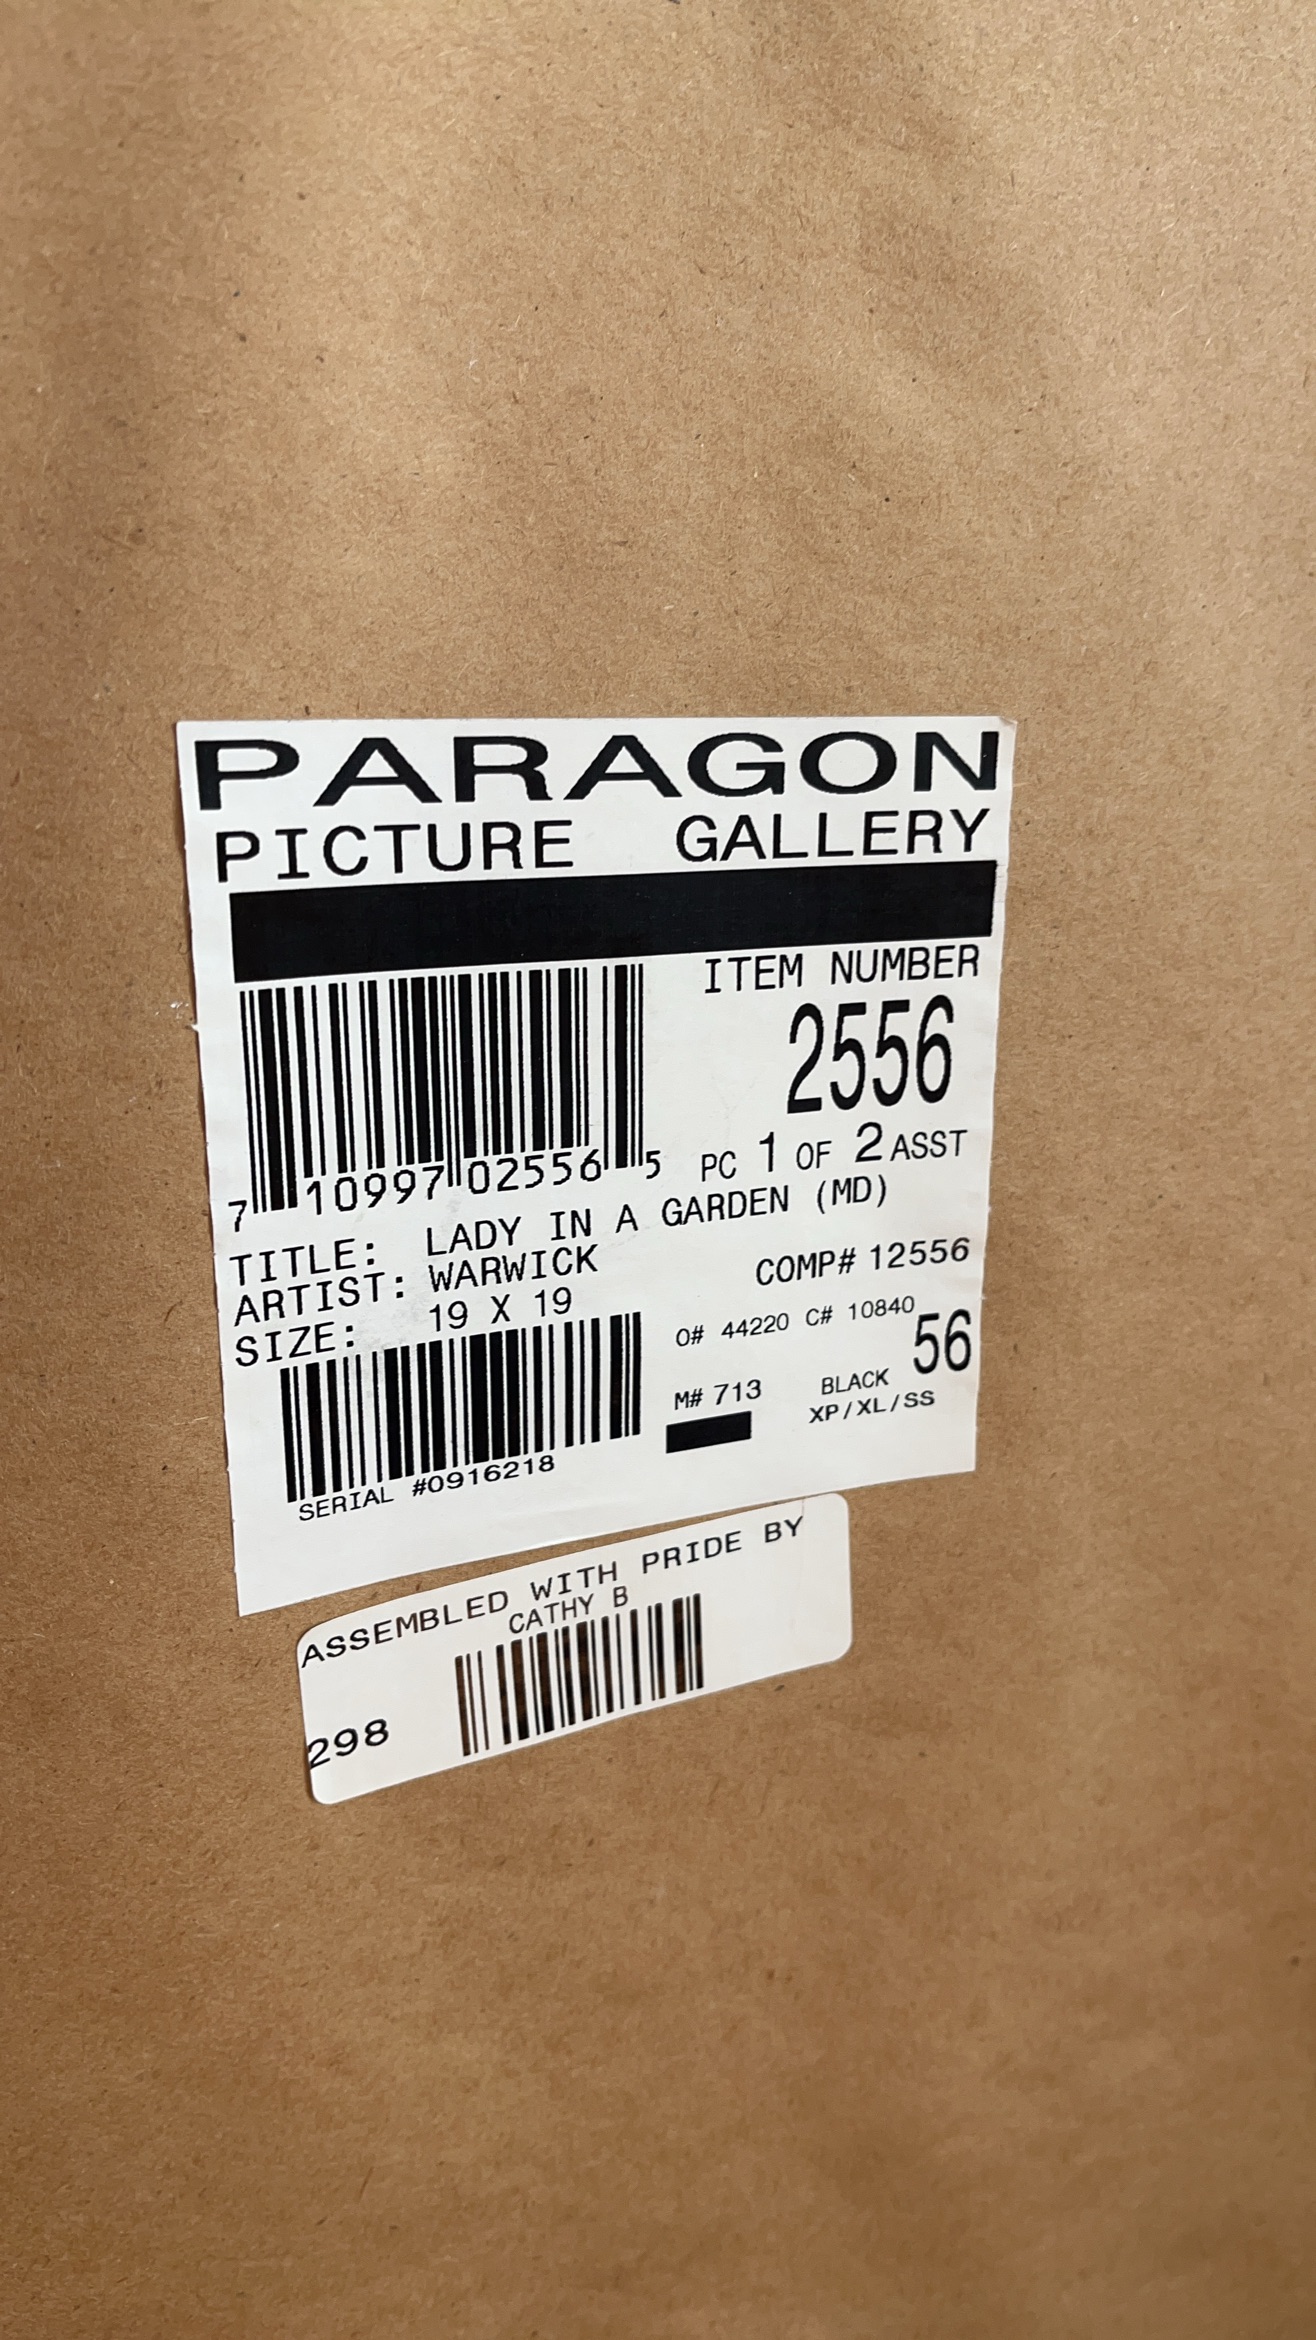 PARAGON
PICTURE GALLERY
ITEM NUMBER
2556
7 10997 02556 5
PC 1 OF 2 ASST
TITLE: LADY IN A GARDEN (MD)
ARTIST: WARWICK
COMP# 12556
SIZE: 19 X 19
O# 44220 C# 10840
56
M# 713
BLACK
XP/XL/SS
SERIAL #0916218
ASSEMBLED WITH PRIDE BY
CATHY B
298